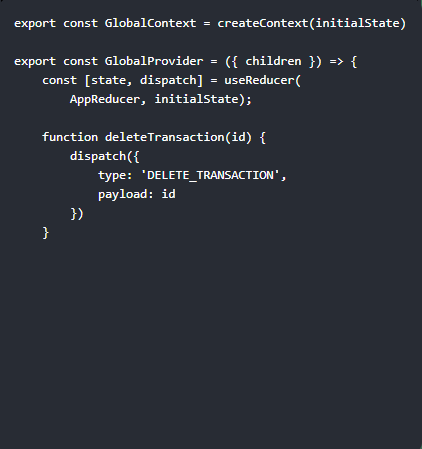 export const GlobalContext = createContext(initialState)
export const GlobalProvider = ({ children }) => {
    const [state, dispatch] = useReducer(
        AppReducer, initialState);
    function deleteTransaction(id) {
        dispatch({
            type: 'DELETE_TRANSACTION',
            payload: id
        })
    }